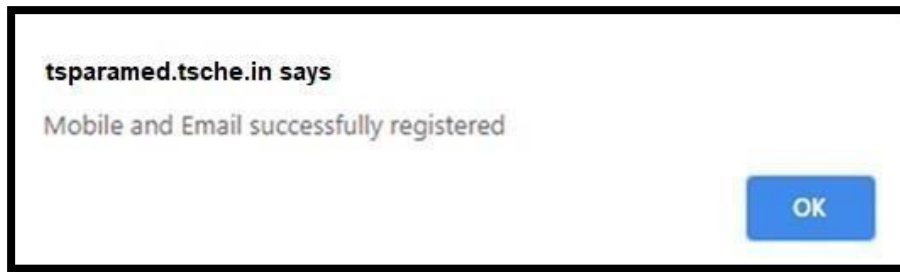 tsparamed.tsche.in says
Mobile and Email successfully registered
OK